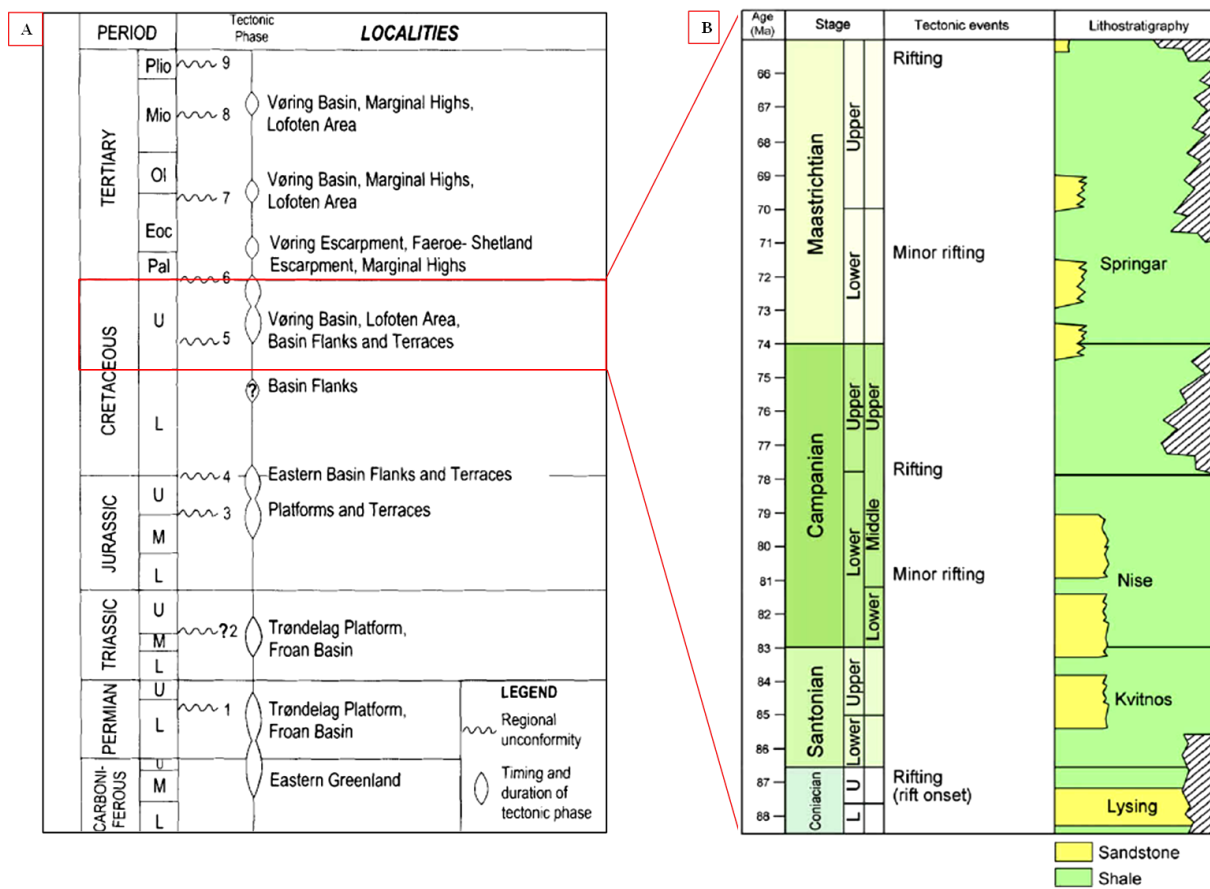 A
PERIOD
Tectonic
Phase
LOCALITIES
TERTIARY
Plio
Mio
Ol
Eoc
Pal
9
8
7
6
Vøring Basin, Marginal Highs,
Lofoten Area
Vøring Basin, Marginal Highs,
Lofoten Area
Vøring Escarpment, Faeroe- Shetland
Escarpment, Marginal Highs
CRETACEOUS
U
L
5
Vøring Basin, Lofoten Area,
Basin Flanks and Terraces
?
Basin Flanks
4
Eastern Basin Flanks and Terraces
JURASSIC
U
M
L
3
Platforms and Terraces
TRIASSIC
U
M
L
?2
Trøndelag Platform,
Froan Basin
PERMIAN
U
L
1
Trøndelag Platform,
Froan Basin
CARBONI-
FEROUS
U
M
L
Eastern Greenland
LEGEND
Regional
unconformity
Timing and
duration of
tectonic phase
B
Age
(Ma)
Stage
Tectonic events
Lithostratigraphy
66
67
68
69
70
71
72
73
74
75
76
77
78
79
80
81
82
83
84
85
86
87
88
Maastrichtian
Upper
Lower
Campanian
Upper
Lower
Upper
Middle
Lower
Santonian
Upper
Lower
Coniacian
U
L
Rifting
Minor rifting
Rifting
Minor rifting
Rifting
(rift onset)
Springar
Nise
Kvitnos
Lysing
Sandstone
Shale